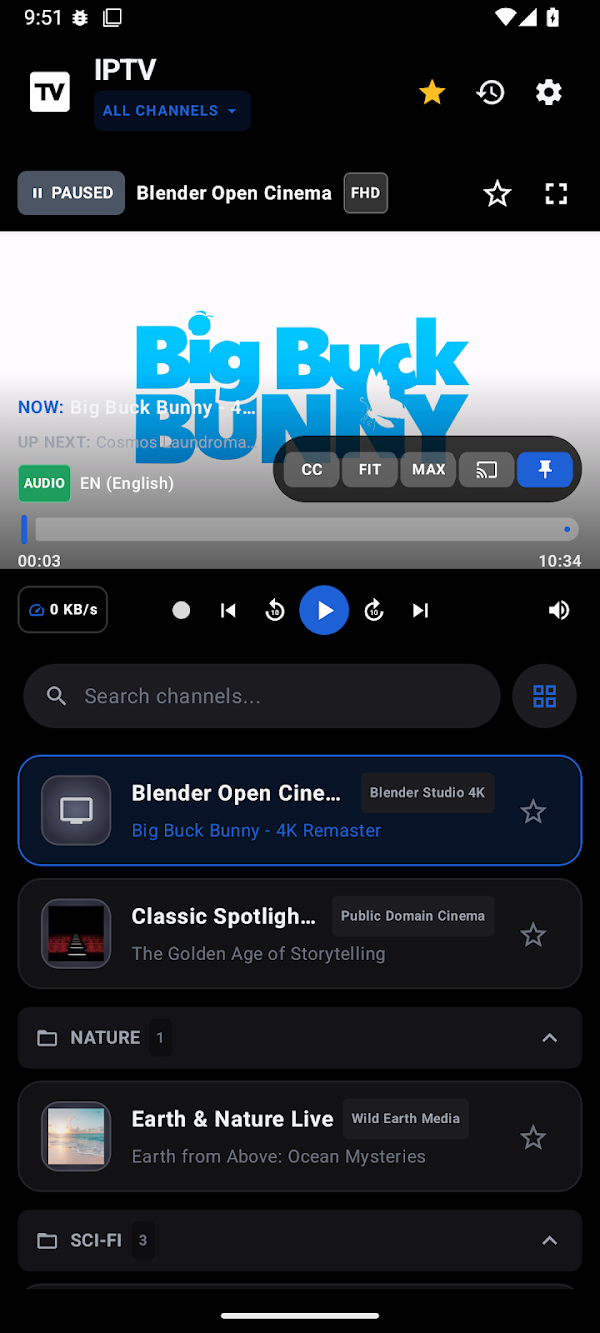 9:51
TV
IPTV
ALL CHANNELS
PAUSED Blender Open Cinema FHD
Big Buck
BUNNY
NOW: Big Buck Bunny - 4…
UP NEXT: Cosmos Laundroma…
AUDIO EN (English)
CC FIT MAX
00:03 10:34
0 KB/s 10 10
Search channels...
Blender Open Cine… Blender Studio 4K
Big Buck Bunny - 4K Remaster
Classic Spotligh… Public Domain Cinema
The Golden Age of Storytelling
NATURE 1
Earth & Nature Live Wild Earth Media
Earth from Above: Ocean Mysteries
SCI-FI 3